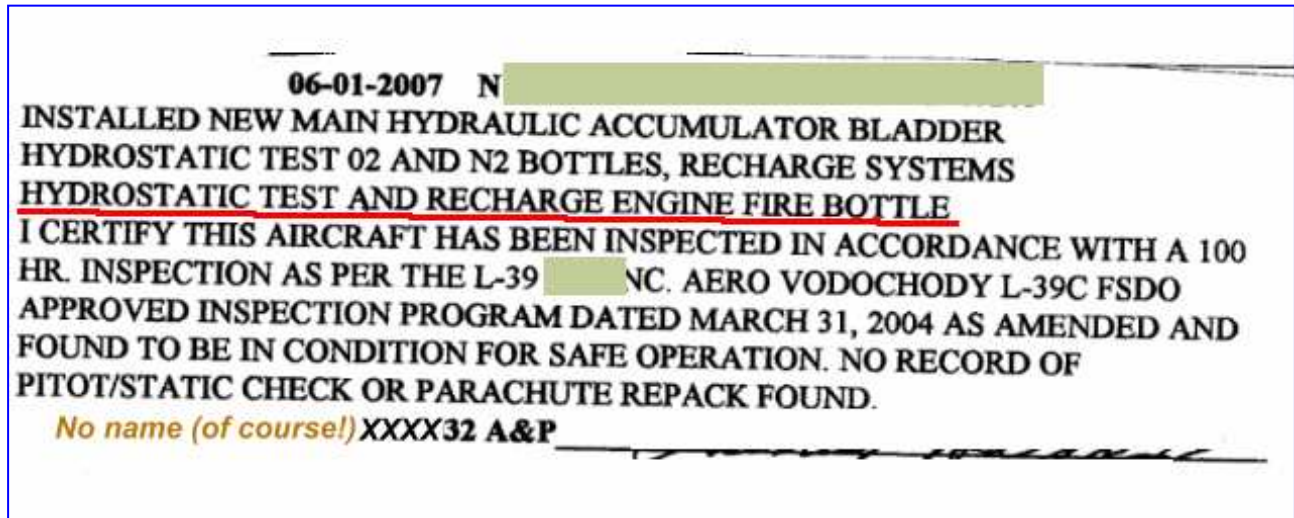 06-01-2007 N
INSTALLED NEW MAIN HYDRAULIC ACCUMULATOR BLADDER
HYDROSTATIC TEST 02 AND N2 BOTTLES, RECHARGE SYSTEMS
HYDROSTATIC TEST AND RECHARGE ENGINE FIRE BOTTLE
I CERTIFY THIS AIRCRAFT HAS BEEN INSPECTED IN ACCORDANCE WITH A 100
HR. INSPECTION AS PER THE L-39 NC. AERO VODOCHODY L-39C FSDO
APPROVED INSPECTION PROGRAM DATED MARCH 31, 2004 AS AMENDED AND
FOUND TO BE IN CONDITION FOR SAFE OPERATION. NO RECORD OF
PITOT/STATIC CHECK OR PARACHUTE REPACK FOUND.
No name (of course!) XXXX32 A&P